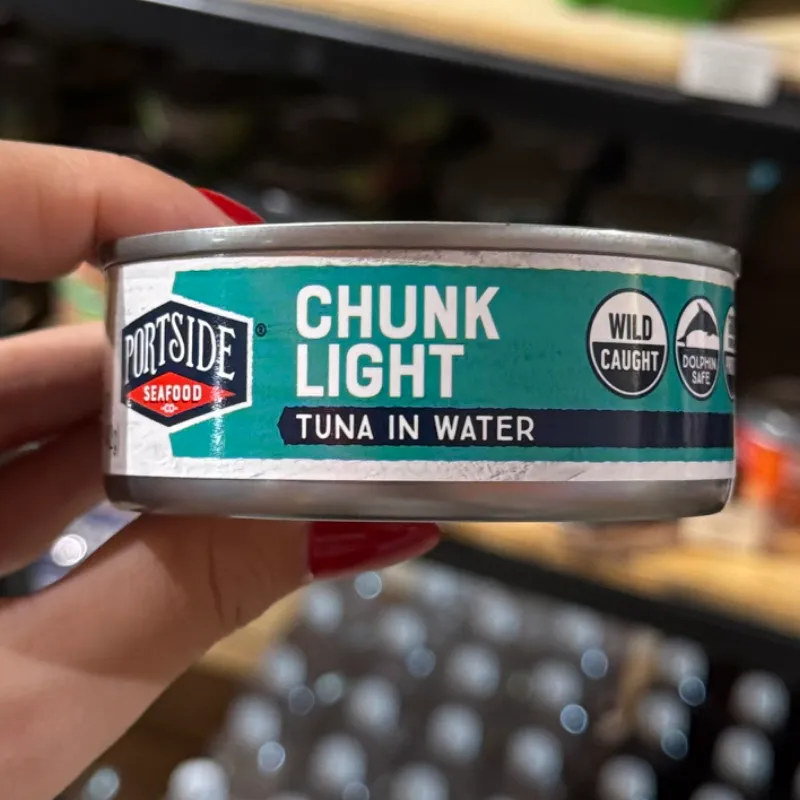 PORTSIDE
SEAFOOD
CO
®
CHUNK
LIGHT
TUNA IN WATER
WILD
CAUGHT
DOLPHIN
SAFE